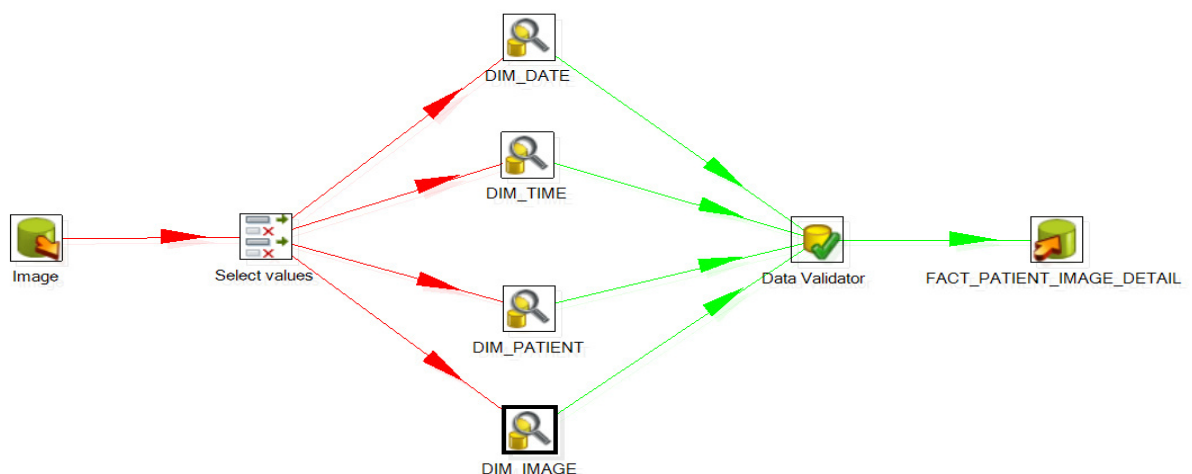 DIM_DATE
DIM_TIME
Image
Select values
Data Validator
FACT_PATIENT_IMAGE_DETAIL
DIM_PATIENT
DIM_IMAGE